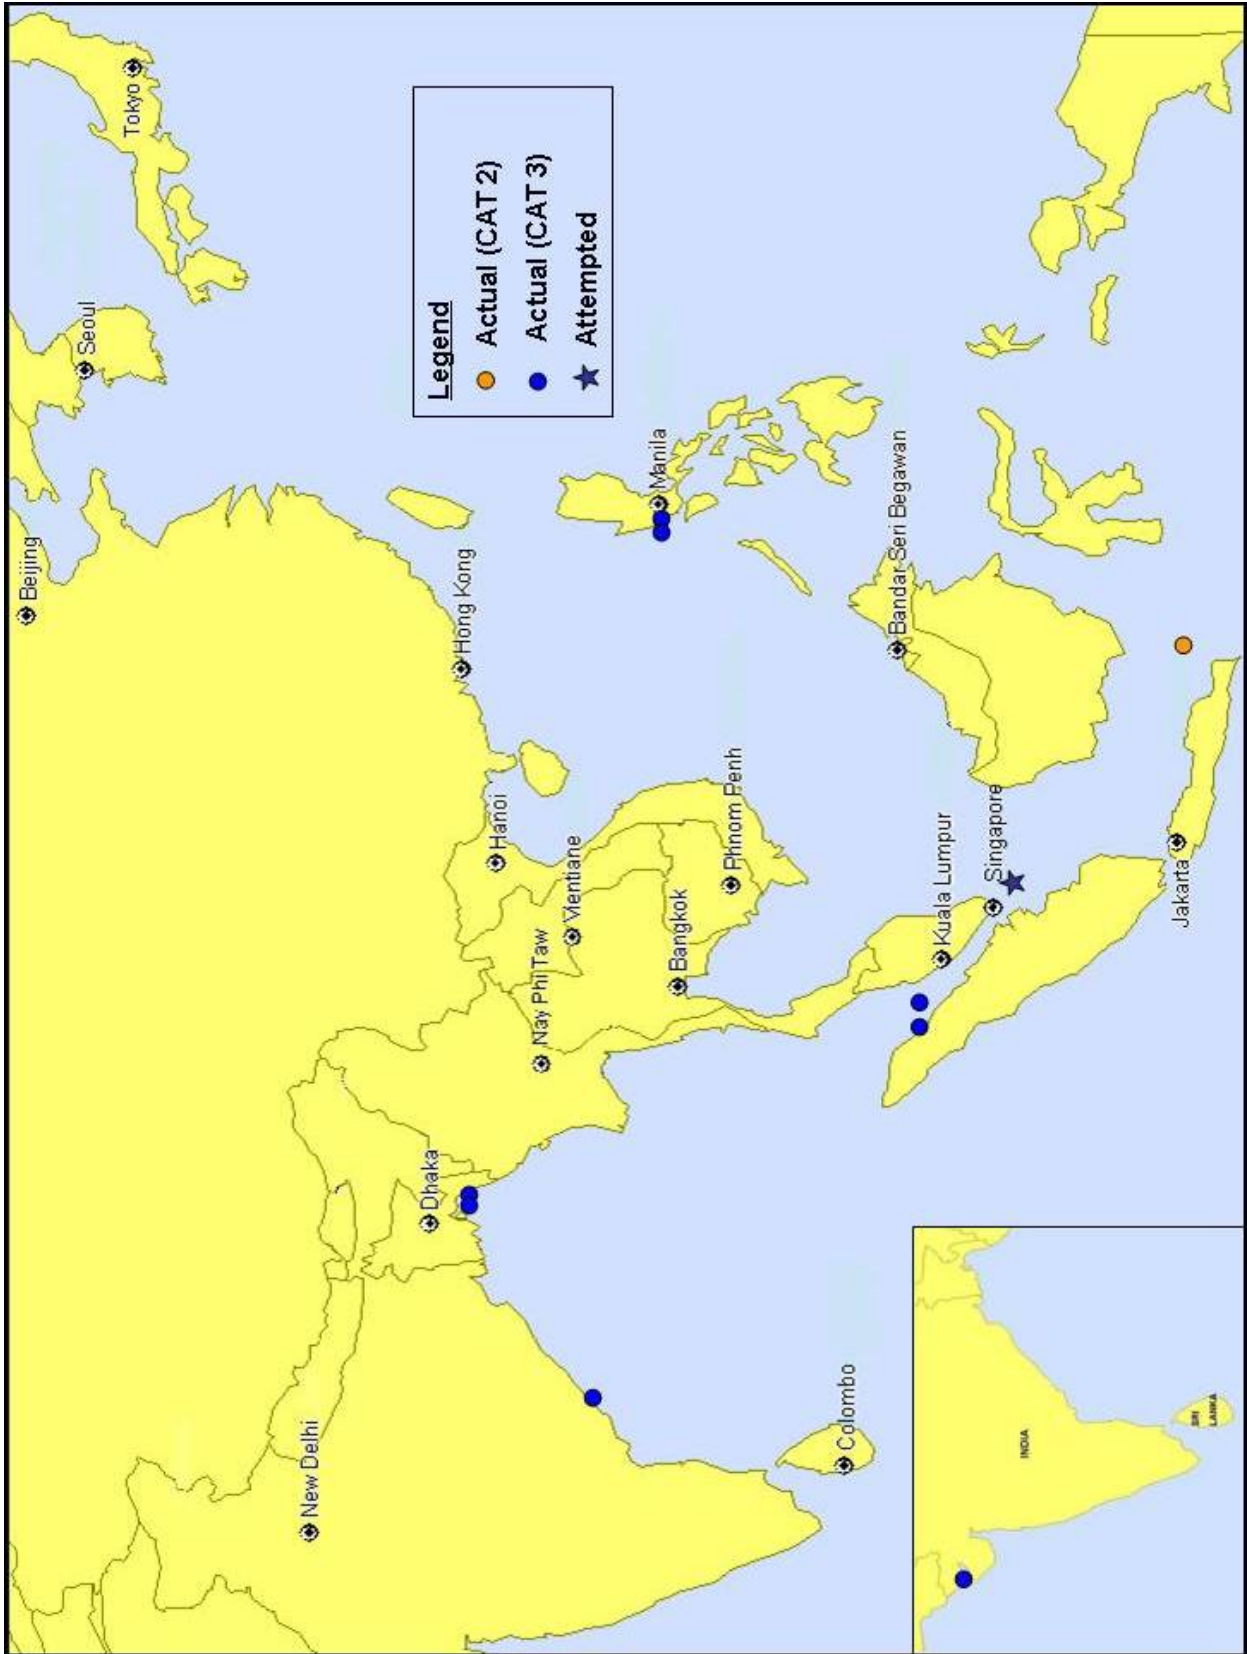 Beijing
Seoul
Tokyo
New Delhi
Dhaka
Hong Kong
Hanoi
Nay Phi Taw
Vientiane
Bangkok
Phnom Penh
Manila
Colombo
Kuala Lumpur
Singapore
Bandar Seri Begawan
Jakarta
Legend
Actual (CAT 2)
Actual (CAT 3)
Attempted
INDIA
SRI
LANKA